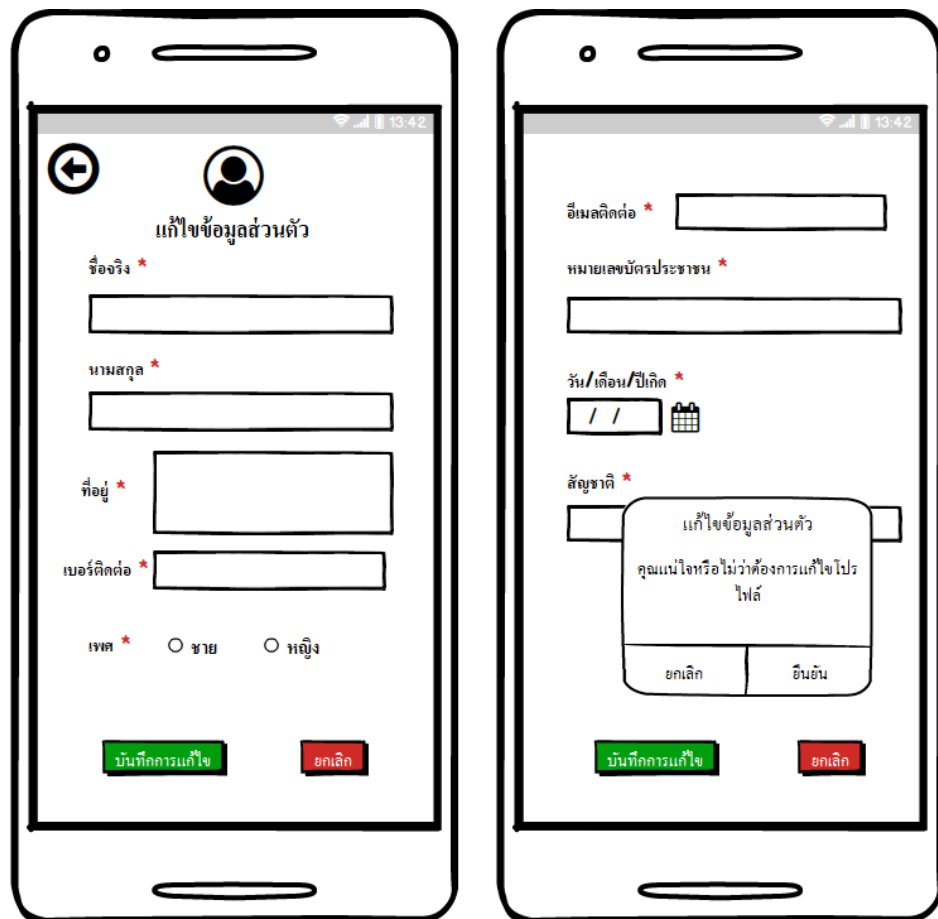 13:42
แก้ไขข้อมูลส่วนตัว
ชื่อจริง *
นามสกุล *
ที่อยู่ *
เบอร์ติดต่อ *
เพศ * ชาย หญิง
บันทึกการแก้ไข ยกเลิก
13:42
อีเมลติดต่อ *
หมายเลขบัตรประชาชน *
วัน/เดือน/ปีเกิด *
/ /
สัญชาติ *
แก้ไขข้อมูลส่วนตัว
คุณแน่ใจหรือไม่ว่าต้องการแก้ไขโปร
ไฟล์
ยกเลิก ยืนยัน
บันทึกการแก้ไข ยกเลิก